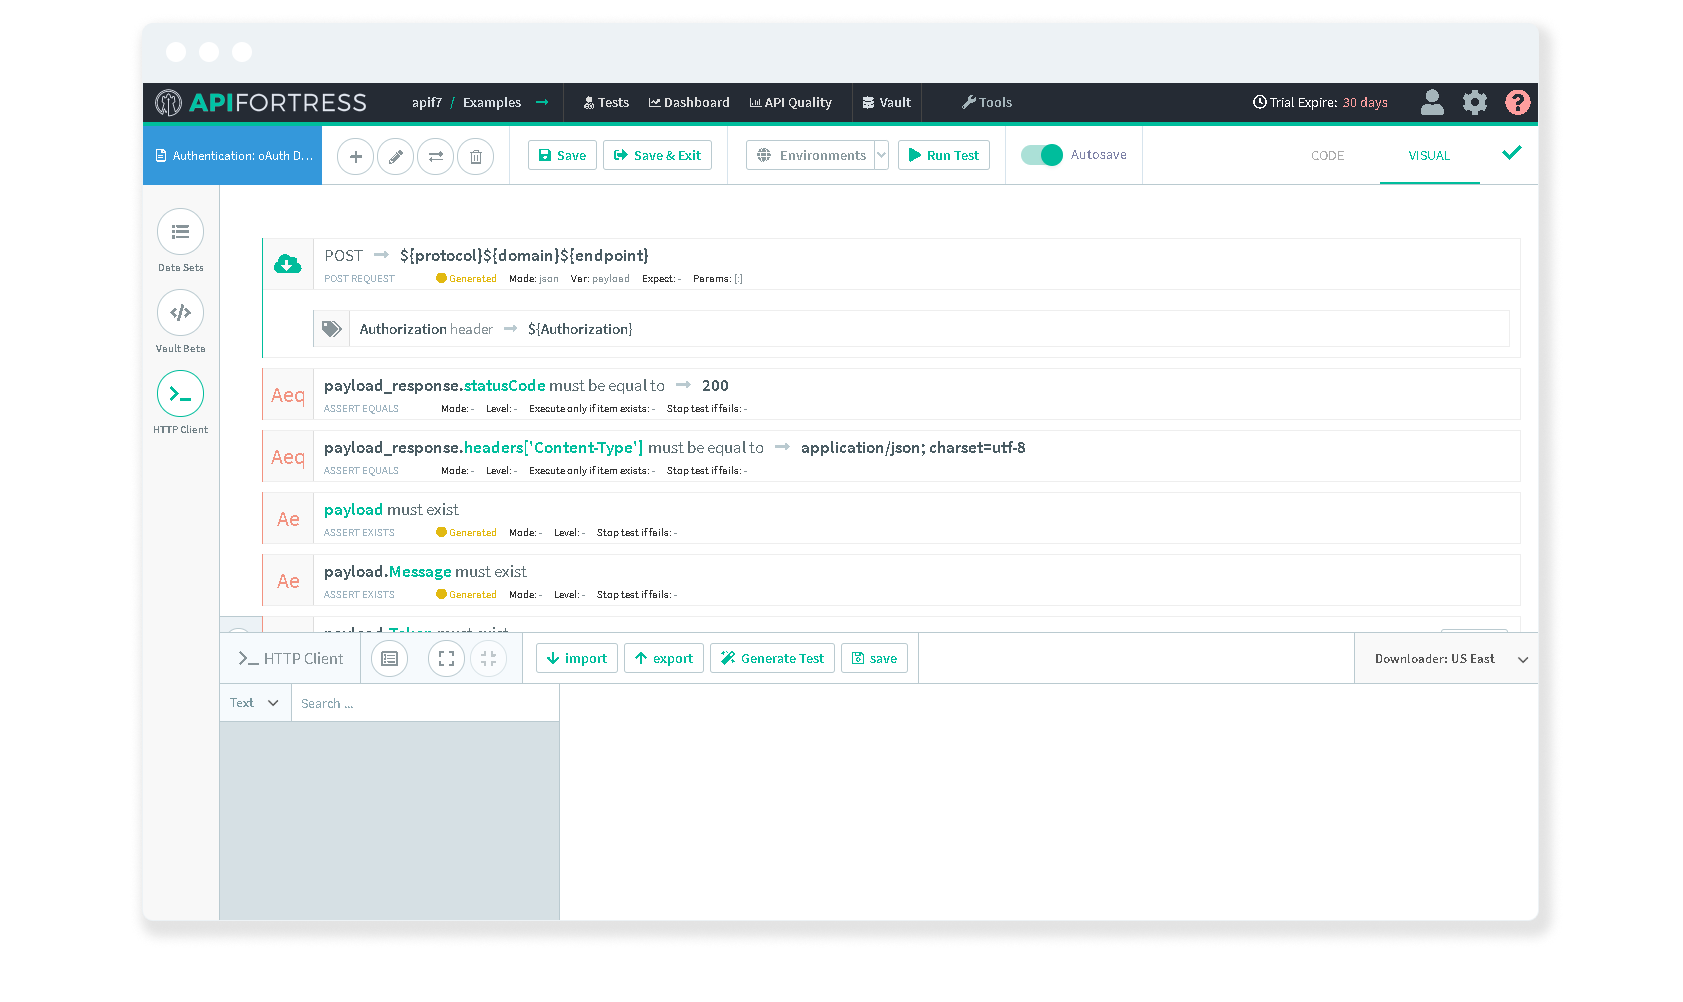 APIFORTRESS apif7 / Examples → Tests Dashboard API Quality Vault Tools Trial Expire: 30 days ?
Authentication: oAuth D... Save Save & Exit Environments Run Test Autosave CODE VISUAL
Data Sets
Vault Beta
HTTP Client
POST → ${protocol}${domain}${endpoint}
POST REQUEST Generated Mode: json Var: payload Expect: - Params: [:]
Authorization header → ${Authorization}
Aeq payload_response.statusCode must be equal to → 200
ASSERT EQUALS Mode: - Level: - Execute only if item exists: - Stop test if fails: -
Aeq payload_response.headers['Content-Type'] must be equal to → application/json; charset=utf-8
ASSERT EQUALS Mode: - Level: - Execute only if item exists: - Stop test if fails: -
Ae payload must exist
ASSERT EXISTS Generated Mode: - Level: - Stop test if fails: -
Ae payload.Message must exist
ASSERT EXISTS Generated Mode: - Level: - Stop test if fails: -
payload.Token must exist
HTTP Client import export Generate Test save Downloader: US East
Text Search ...